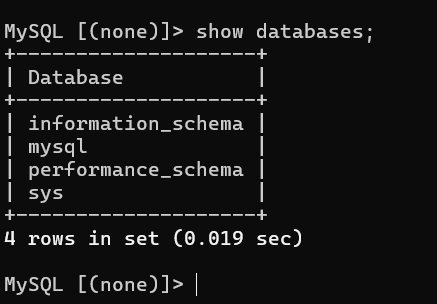 MySQL [(none)]> show databases;
+--------------------+
| Database           |
+--------------------+
| information_schema |
| mysql              |
| performance_schema |
| sys                |
+--------------------+
4 rows in set (0.019 sec)
MySQL [(none)]>